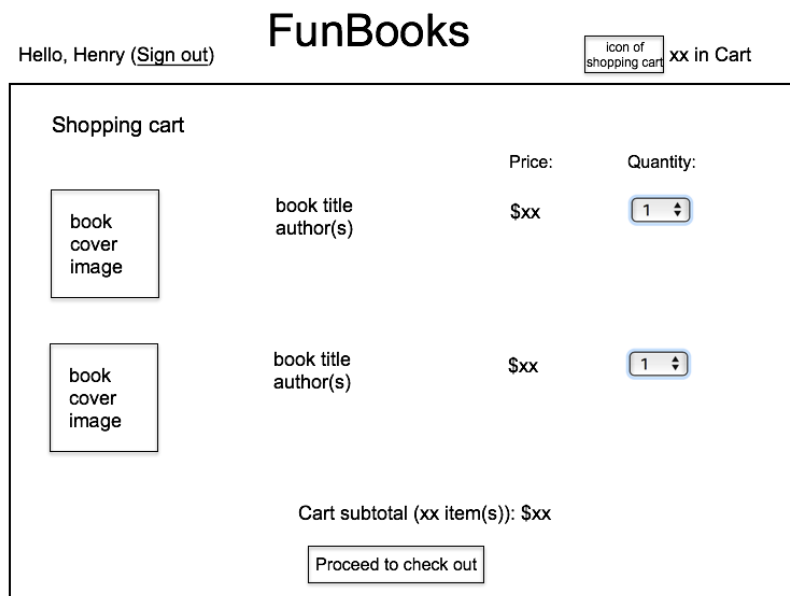 FunBooks
Hello, Henry (Sign out)
icon of
shopping cart
xx in Cart
Shopping cart
Price:
Quantity:
book
cover
image
book title
author(s)
$xx
1
book
cover
image
book title
author(s)
$xx
1
Cart subtotal (xx item(s)): $xx
Proceed to check out